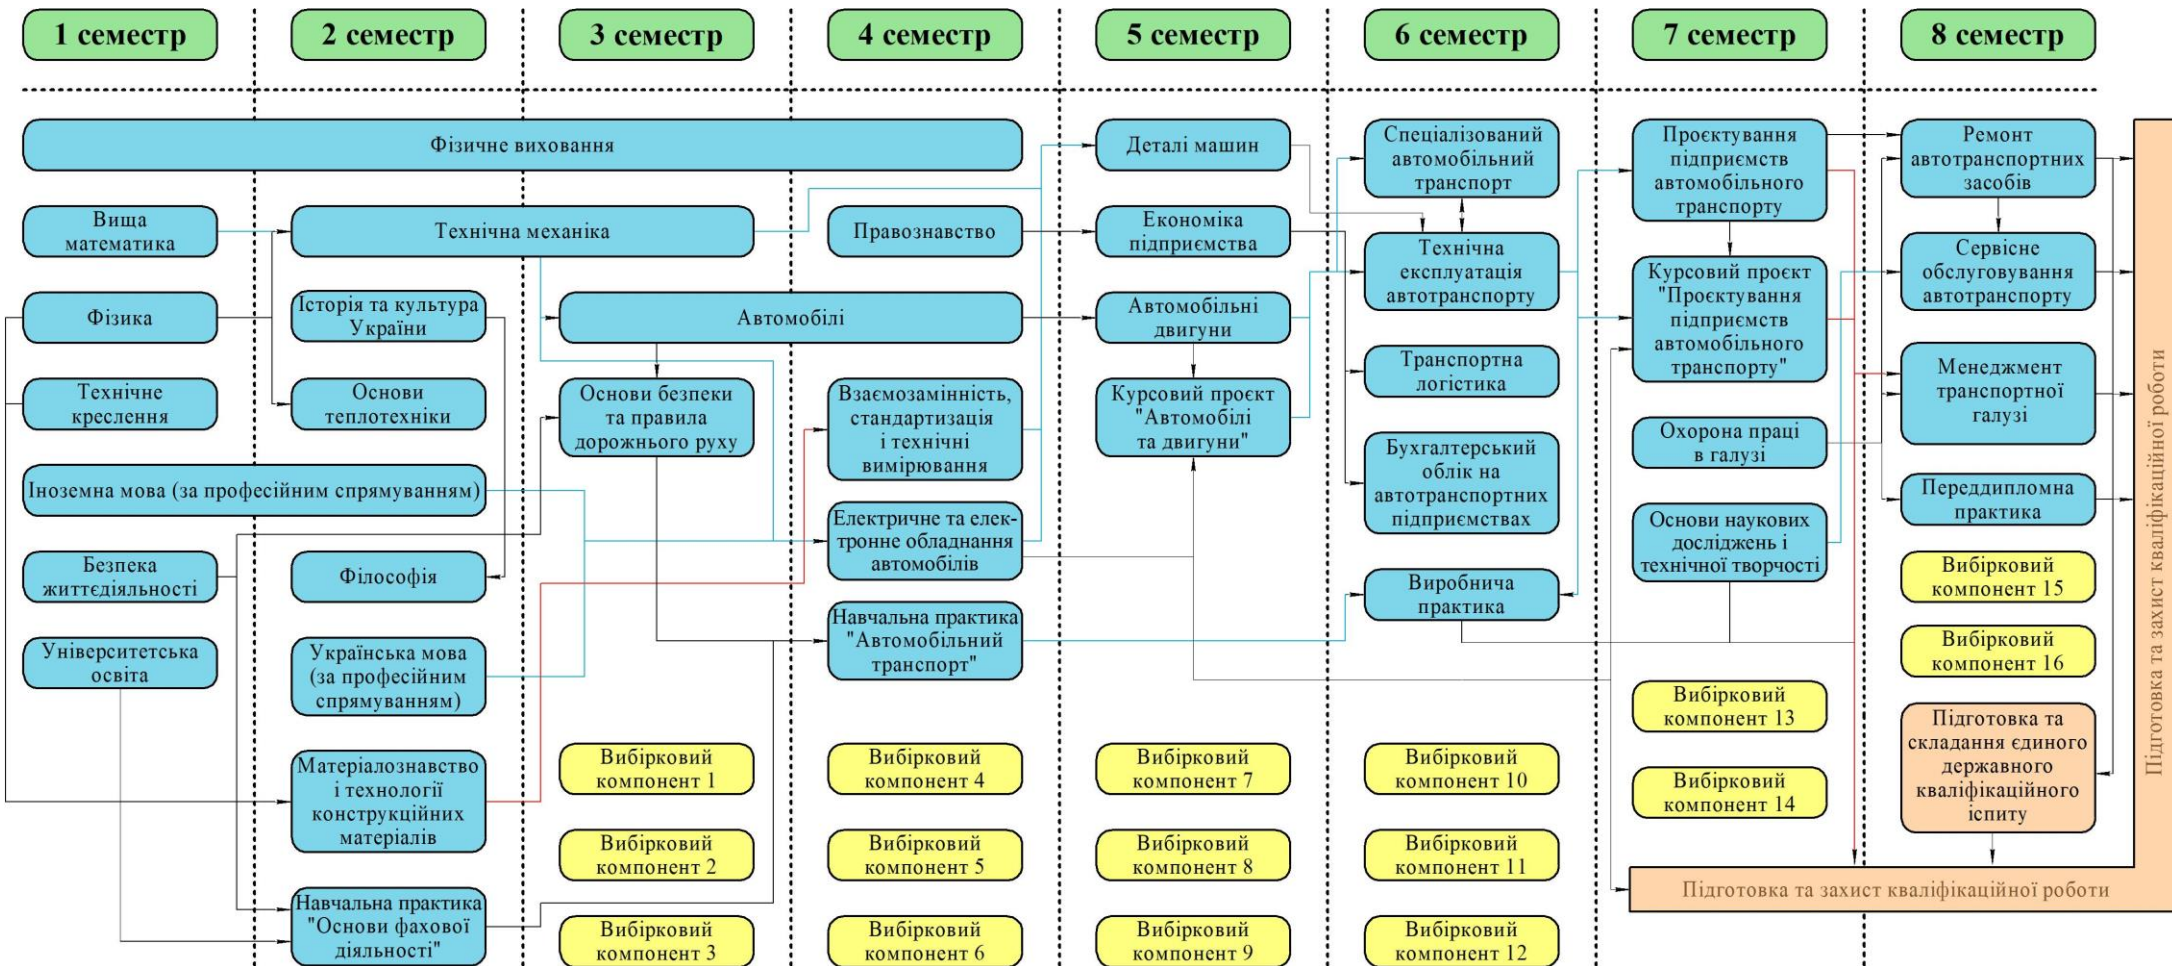 1 семестр
2 семестр
3 семестр
4 семестр
5 семестр
6 семестр
7 семестр
8 семестр
Фізичне виховання
Вища
математика
Фізика
Технічне
креслення
Іноземна мова (за професійним спрямуванням)
Безпека
життєдіяльності
Університетська
освіта
Технічна механіка
Історія та культура
України
Основи
теплотехніки
Філософія
Українська мова
(за професійним
спрямуванням)
Матеріалознавство
і технології
конструкційних
матеріалів
Навчальна практика
"Основи фахової
діяльності"
Автомобілі
Основи безпеки
та правила
дорожнього руху
Вибірковий
компонент 1
Вибірковий
компонент 2
Вибірковий
компонент 3
Правознавство
Взаємозамінність,
стандартизація
і технічні
вимірювання
Електричне та елек-
тронне обладнання
автомобілів
Навчальна практика
"Автомобільний
транспорт"
Вибірковий
компонент 4
Вибірковий
компонент 5
Вибірковий
компонент 6
Деталі машин
Економіка
підприємства
Автомобільні
двигуни
Курсовий проєкт
"Автомобілі
та двигуни"
Вибірковий
компонент 7
Вибірковий
компонент 8
Вибірковий
компонент 9
Спеціалізований
автомобільний
транспорт
Технічна
експлуатація
автотранспорту
Транспортна
логістика
Бухгалтерський
облік на
автотранспортних
підприємствах
Виробнича
практика
Вибірковий
компонент 10
Вибірковий
компонент 11
Вибірковий
компонент 12
Проєктування
підприємств
автомобільного
транспорту
Курсовий проєкт
"Проєктування
підприємств
автомобільного
транспорту"
Охорона праці
в галузі
Основи наукових
досліджень і
технічної творчості
Вибірковий
компонент 13
Вибірковий
компонент 14
Ремонт
автотранспортних
засобів
Сервісне
обслуговування
автотранспорту
Менеджмент
транспортної
галузі
Переддипломна
практика
Вибірковий
компонент 15
Вибірковий
компонент 16
Підготовка та
складання єдиного
державного
кваліфікаційного
іспиту
Підготовка та захист кваліфікаційної роботи
Підготовка та захист кваліфікаційної роботи